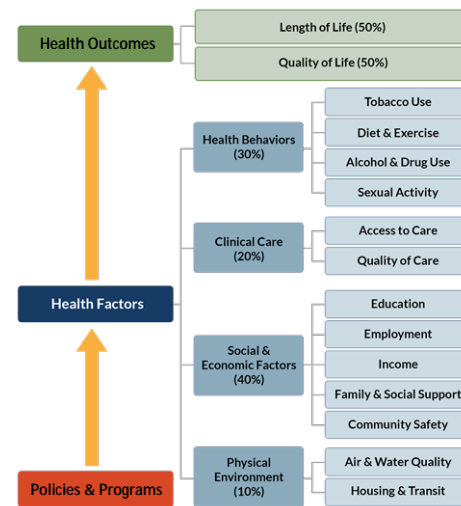 Health Outcomes
Length of Life (50%)
Quality of Life (50%)
Health Behaviors
(30%)
Tobacco Use
Diet & Exercise
Alcohol & Drug Use
Sexual Activity
Clinical Care
(20%)
Access to Care
Quality of Care
Health Factors
Social &
Economic Factors
(40%)
Education
Employment
Income
Family & Social Support
Community Safety
Physical
Environment
(10%)
Air & Water Quality
Housing & Transit
Policies & Programs